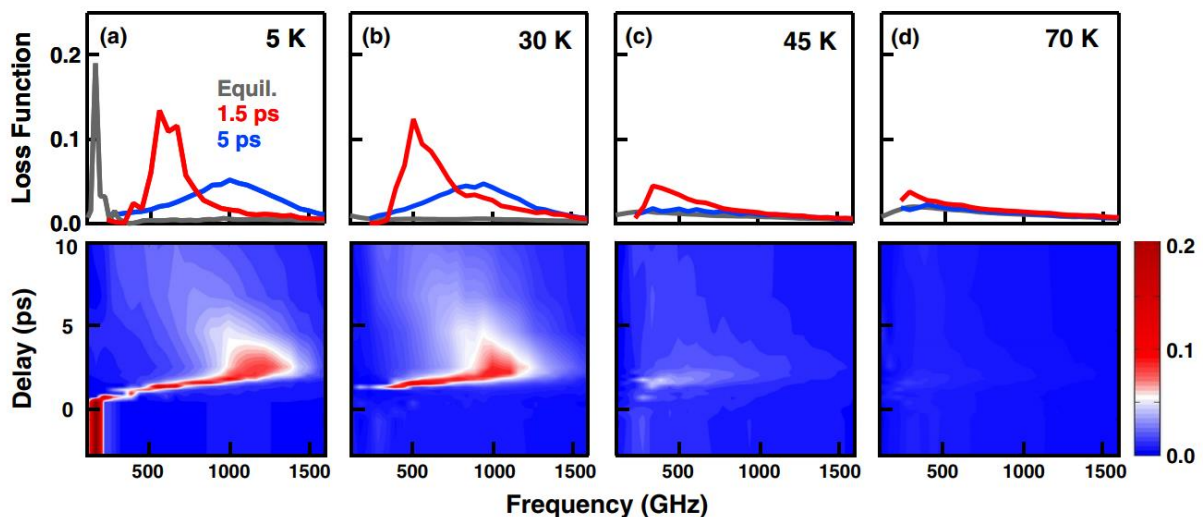 (a) 5 K
(b) 30 K
(c) 45 K
(d) 70 K
Loss Function
0.2
0.1
0.0
Equil.
1.5 ps
5 ps
Delay (ps)
10
5
0
500 1000 1500
500 1000 1500
500 1000 1500
500 1000 1500
0.2
0.1
0.0
Frequency (GHz)